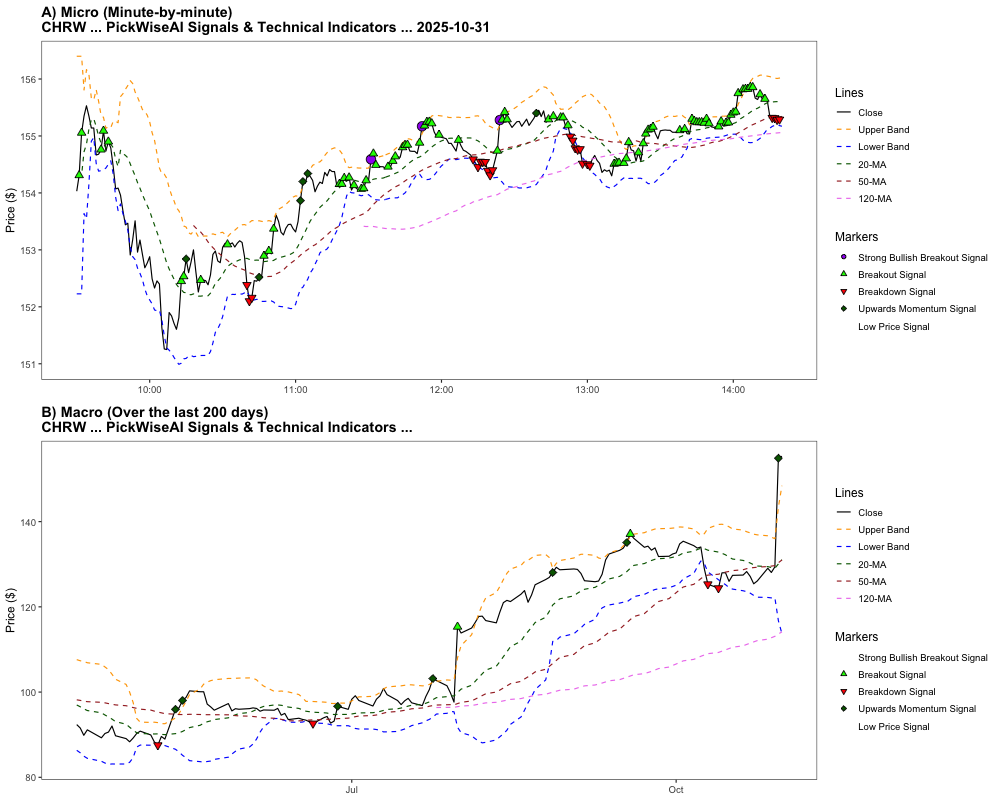 A) Micro (Minute-by-minute)
CHRW ... PickWiseAI Signals & Technical Indicators ... 2025-10-31
Price ($)
156
155
154
153
152
151
10:00
11:00
12:00
13:00
14:00
Lines
Close
Upper Band
Lower Band
20-MA
50-MA
120-MA
Markers
Strong Bullish Breakout Signal
Breakout Signal
Breakdown Signal
Upwards Momentum Signal
Low Price Signal
B) Macro (Over the last 200 days)
CHRW ... PickWiseAI Signals & Technical Indicators ...
Price ($)
140
120
100
80
Jul
Oct
Lines
Close
Upper Band
Lower Band
20-MA
50-MA
120-MA
Markers
Strong Bullish Breakout Signal
Breakout Signal
Breakdown Signal
Upwards Momentum Signal
Low Price Signal